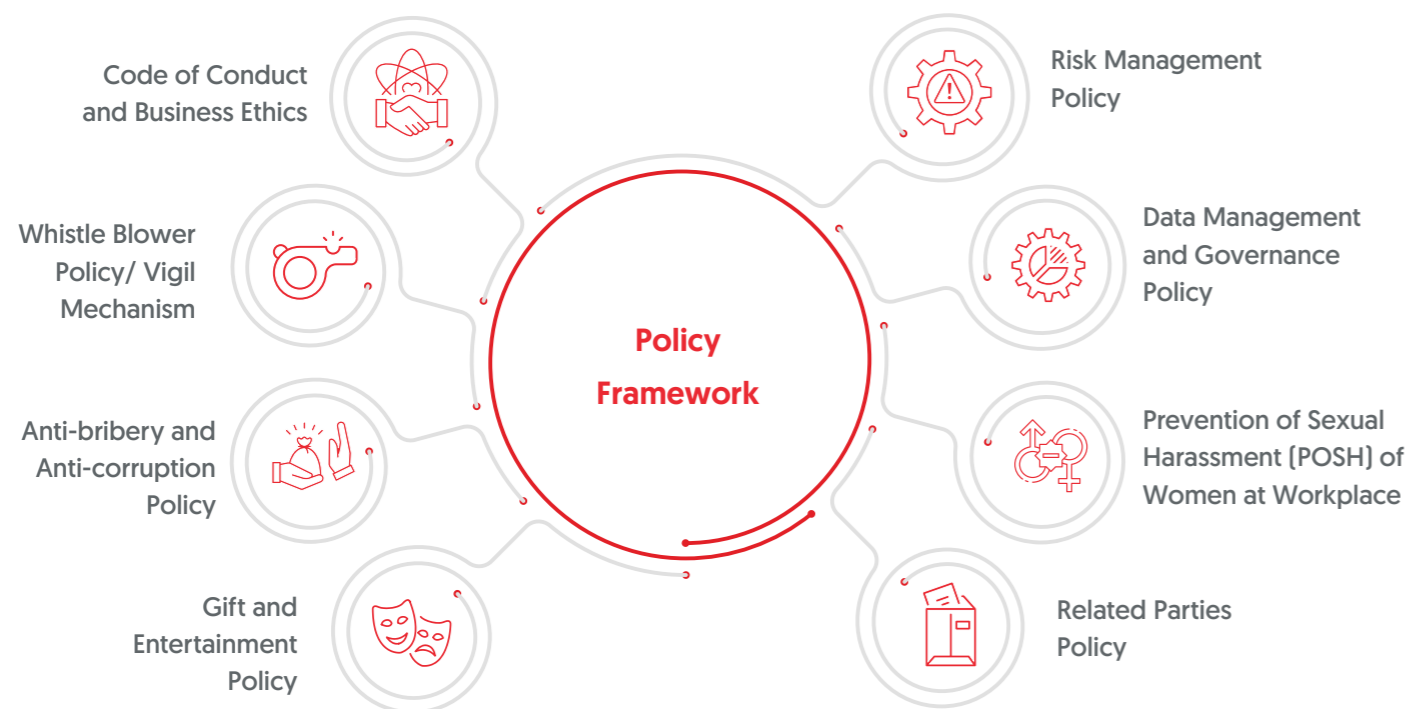 Code of Conduct
and Business Ethics
Whistle Blower
Policy/ Vigil
Mechanism
Anti-bribery and
Anti-corruption
Policy
Gift and
Entertainment
Policy
Policy
Framework
Risk Management
Policy
Data Management
and Governance
Policy
Prevention of Sexual
Harassment (POSH) of
Women at Workplace
Related Parties
Policy